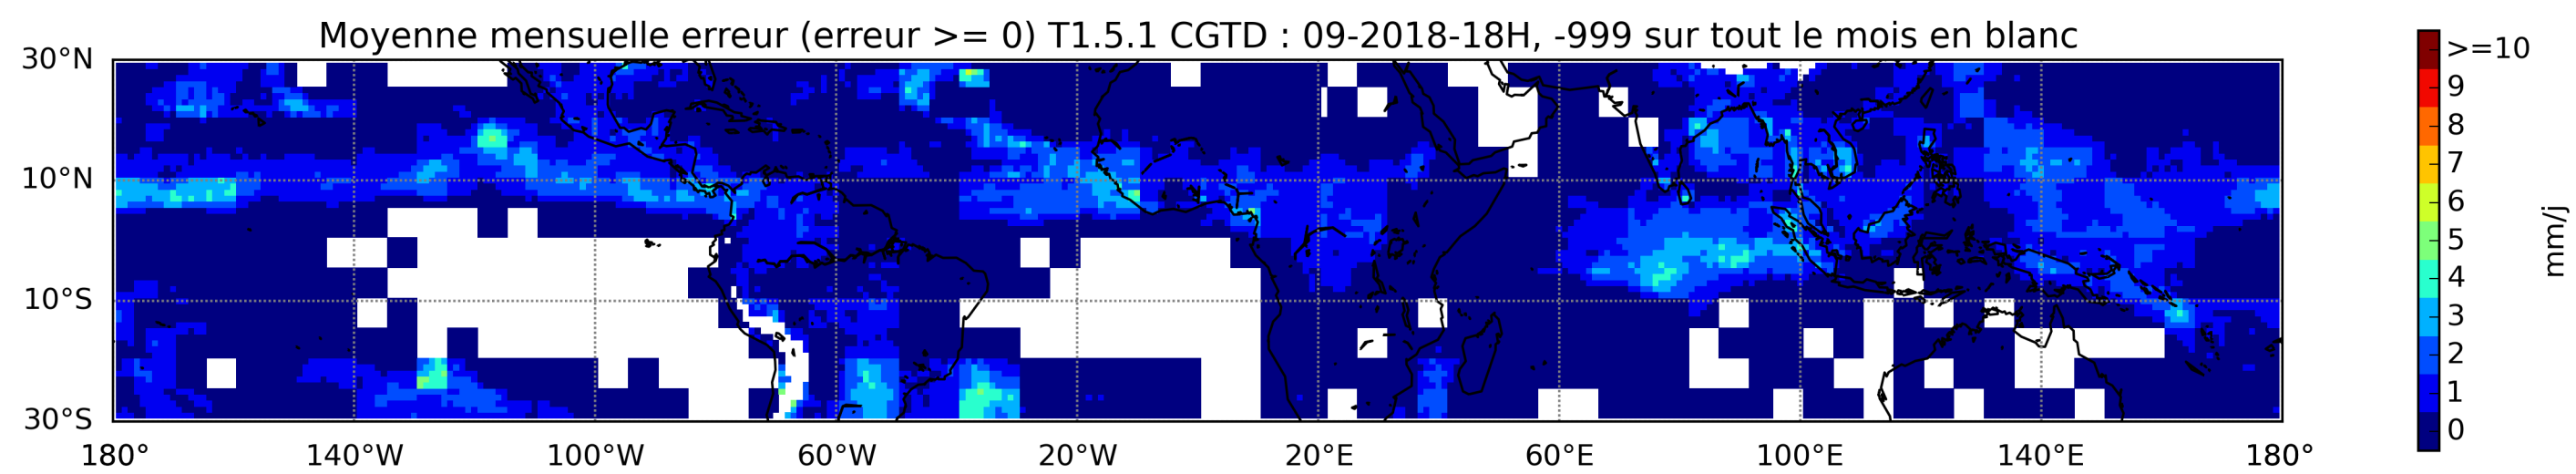 Moyenne mensuelle erreur (erreur >= 0) T1.5.1 CGTD : 09-2018-18H, -999 sur tout le mois en blanc
30°N
10°N
10°S
30°S
180° 140°W 100°W 60°W 20°W 20°E 60°E 100°E 140°E 180°
>=10
9
8
7
6
5
4
3
2
1
0
mm/j